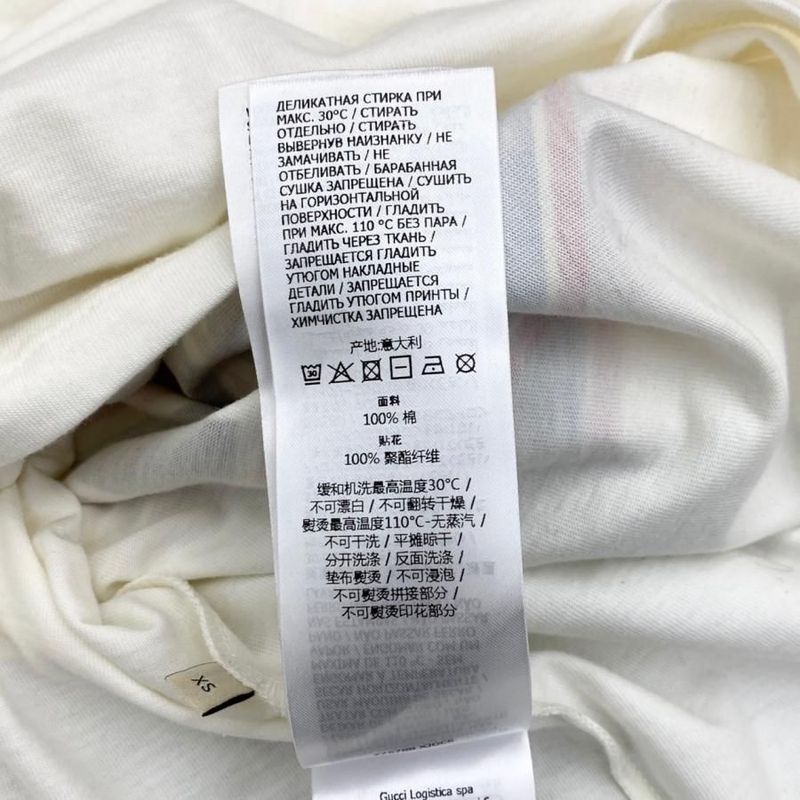 ДЕЛИКАТНАЯ СТИРКА ПРИ
МАКС. 30°C / СТИРАТЬ
ОТДЕЛЬНО / СТИРАТЬ
ВЫВЕРНУВ НАИЗНАНКУ / НЕ
ЗАМАЧИВАТЬ / НЕ
ОТБЕЛИВАТЬ / БАРАБАННАЯ
СУШКА ЗАПРЕЩЕНА / СУШИТЬ
НА ГОРИЗОНТАЛЬНОЙ
ПОВЕРХНОСТИ / ГЛАДИТЬ
ПРИ МАКС. 110 °C БЕЗ ПАРА /
ГЛАДИТЬ ЧЕРЕЗ ТКАНЬ /
ЗАПРЕЩАЕТСЯ ГЛАДИТЬ
УТЮГОМ НАКЛАДНЫЕ
ДЕТАЛИ / ЗАПРЕЩАЕТСЯ
ГЛАДИТЬ УТЮГОМ ПРИНТЫ /
ХИМЧИСТКА ЗАПРЕЩЕНА
产地:意大利
30
面料
100% 棉
贴花
100% 聚酯纤维
缓和机洗最高温度30°C /
不可漂白 / 不可翻转干燥 /
熨烫最高温度110°C-无蒸汽 /
不可干洗 / 平摊晾干 /
分开洗涤 / 反面洗涤 /
垫布熨烫 / 不可浸泡 /
不可熨烫拼接部分 /
不可熨烫印花部分
XS
Gucci Logistica spa